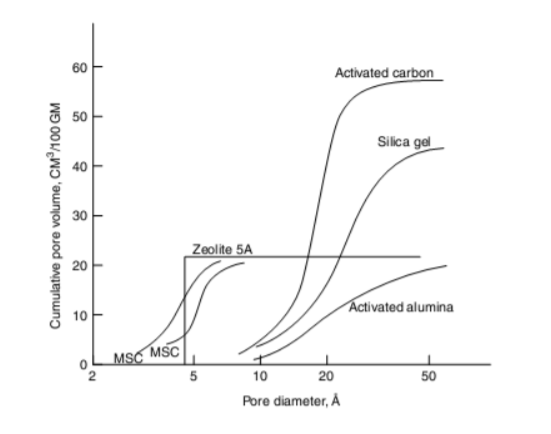 60
Activated carbon
50
Silica gel
40
30
Zeolite 5A
20
Activated alumina
10
MSC MSC
0
2 5 10 20 50
Pore diameter, Å
Cumulative pore volume, CM³/100 GM